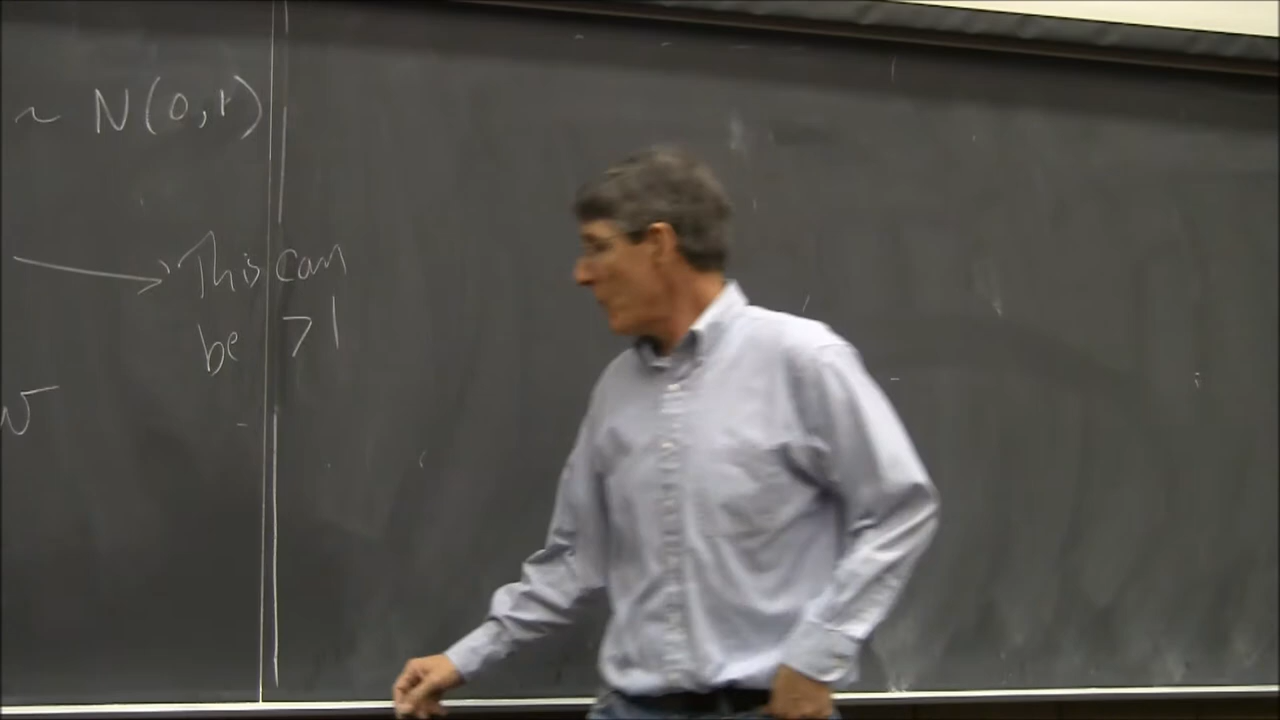 ~ N(0,1)
→ This can
be >1